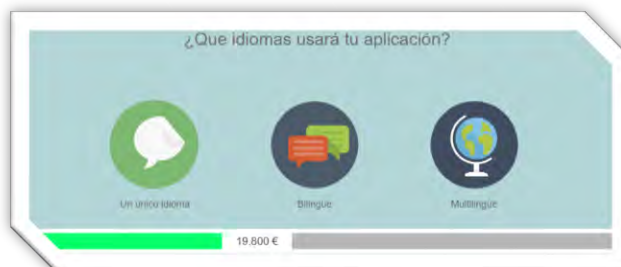 ¿Que idiomas usará tu aplicación?
Un único idioma
Bilingüe
Multilingüe
19.800 €